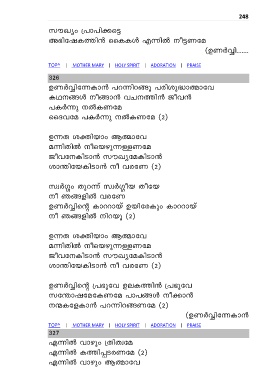 248
സൗഖ്യം പ്രാപിക്കട്ടെ
അഭിഷേകത്തിൻ കൈകൾ എന്നിൽ നീട്ടണമേ
(ഉണർവ്വി.......
TOP^ | MOTHER MARY | HOLY SPIRIT | ADORATION | PRAISE
326
ഉണർവ്വിന്നേകാൻ പറന്നിറങ്ങൂ പരിശുദ്ധാത്മാവേ
കഥനങ്ങൾ നീങ്ങാൻ വചനത്തിൻ ജീവൻ
പകർന്നു നൽകണമേ
ദൈവമേ പകർന്നു നൽകണമേ (2)
ഉന്നത ശക്തിയാം ആത്മാവേ
മന്നിതിൽ നീയെഴുന്നള്ളണമേ
ജീവനേകിടാൻ സൗഖ്യമേകിടാൻ
ശാന്തിയേകിടാൻ നീ വരണേ (2)
സ്വർഗ്ഗം തുറന്ന് സ്വർഗ്ഗീയ തീയേ
നീ ഞങ്ങളിൽ വരണേ
ഉണർവ്വിന്റെ കാറ്റായ് ഉയിരേകും കാറ്റായ്
നീ ഞങ്ങളിൽ നിറയൂ (2)
ഉന്നത ശക്തിയാം ആത്മാവേ
മന്നിതിൽ നീയെഴുന്നള്ളണമേ
ജീവനേകിടാൻ സൗഖ്യമേകിടാൻ
ശാന്തിയേകിടാൻ നീ വരണേ (2)
ഉണർവ്വിന്റെ പ്രഭുവേ ഉലകത്തിൻ പ്രഭുവേ
സന്തോഷമേകേണമേ പാപങ്ങൾ നീക്കാൻ
നന്മകളേകാൻ പറന്നിറങ്ങണമേ (2)
(ഉണർവ്വിന്നേകാൻ
TOP^ | MOTHER MARY | HOLY SPIRIT | ADORATION | PRAISE
327
എന്നിൽ വാഴും ത്രിത്വമേ
എന്നിൽ കത്തിപ്പടരണമേ (2)
എന്നിൽ വാഴും ആത്മാവേ